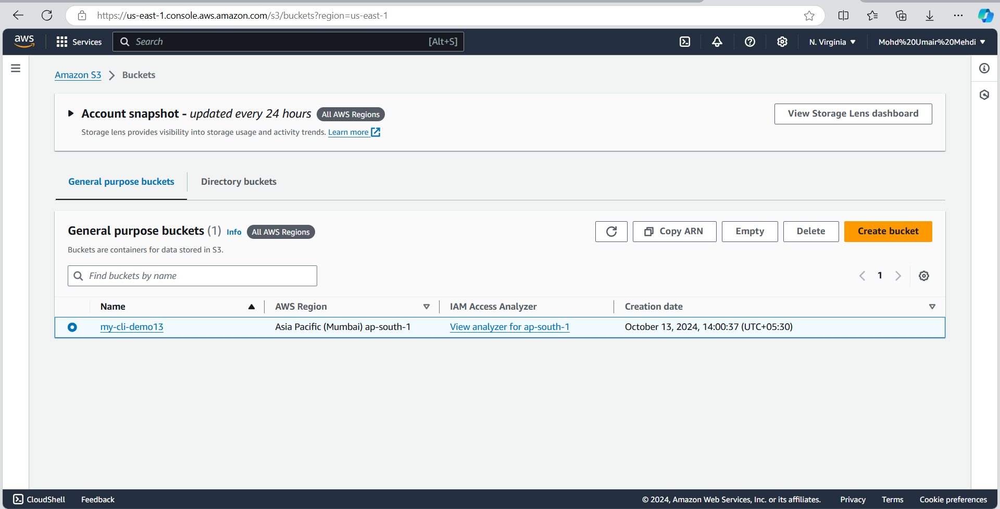 https://us-east-1.console.aws.amazon.com/s3/buckets?region=us-east-1
aws Services Search [Alt+S] N. Virginia Mohd%20Umair%20Mehdi
Amazon S3 Buckets
Account snapshot - updated every 24 hours All AWS Regions View Storage Lens dashboard
Storage lens provides visibility into storage usage and activity trends. Learn more
General purpose buckets Directory buckets
General purpose buckets (1) Info All AWS Regions Copy ARN Empty Delete Create bucket
Buckets are containers for data stored in S3.
Find buckets by name 1
Name AWS Region IAM Access Analyzer Creation date
my-cli-demo13 Asia Pacific (Mumbai) ap-south-1 View analyzer for ap-south-1 October 13, 2024, 14:00:37 (UTC+05:30)
CloudShell Feedback © 2024, Amazon Web Services, Inc. or its affiliates. Privacy Terms Cookie preferences